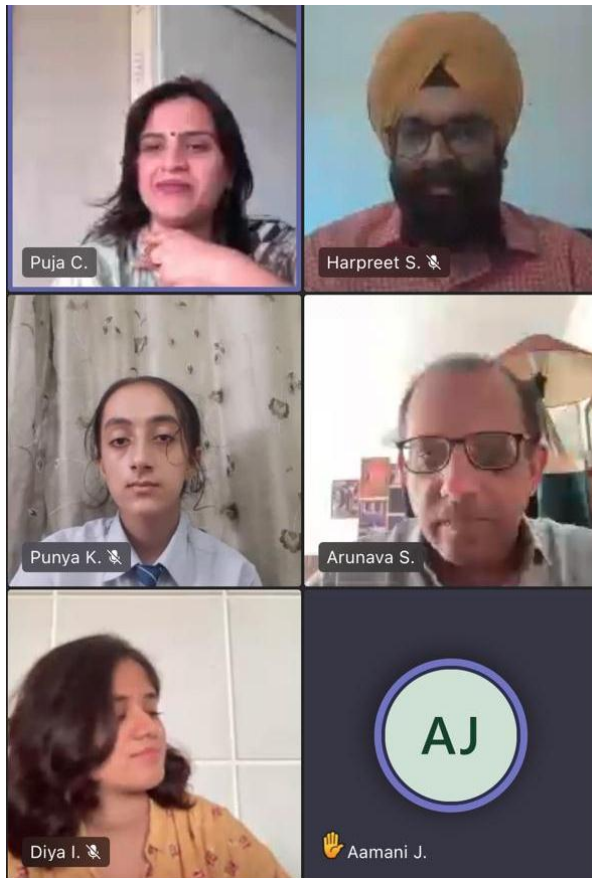 Puja C.
Harpreet S.
Punya K.
Arunava S.
Diya I.
AJ
Aamani J.